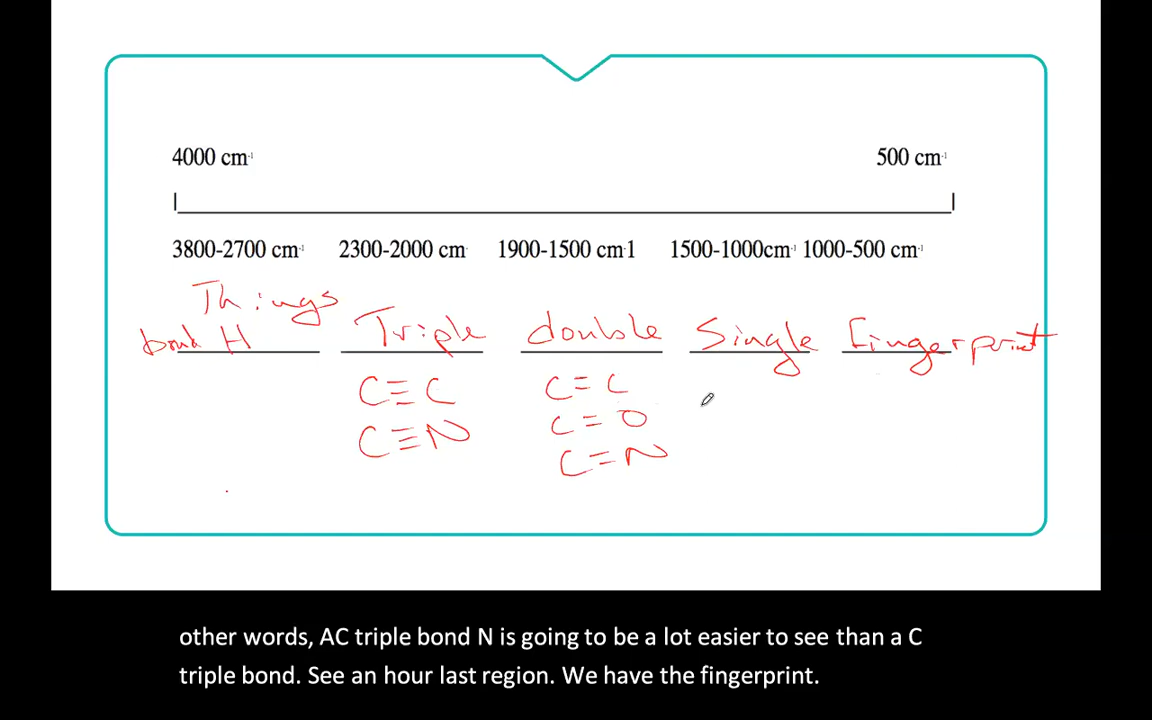 4000 cm-1 500 cm-1
3800-2700 cm-1 2300-2000 cm- 1900-1500 cm-1 1500-1000cm-1 1000-500 cm-1
Things
bond H Triple double Single Fingerprint
C≡C C=C
C≡N C=O
C=N
other words, AC triple bond N is going to be a lot easier to see than a C
triple bond. See an hour last region. We have the fingerprint.